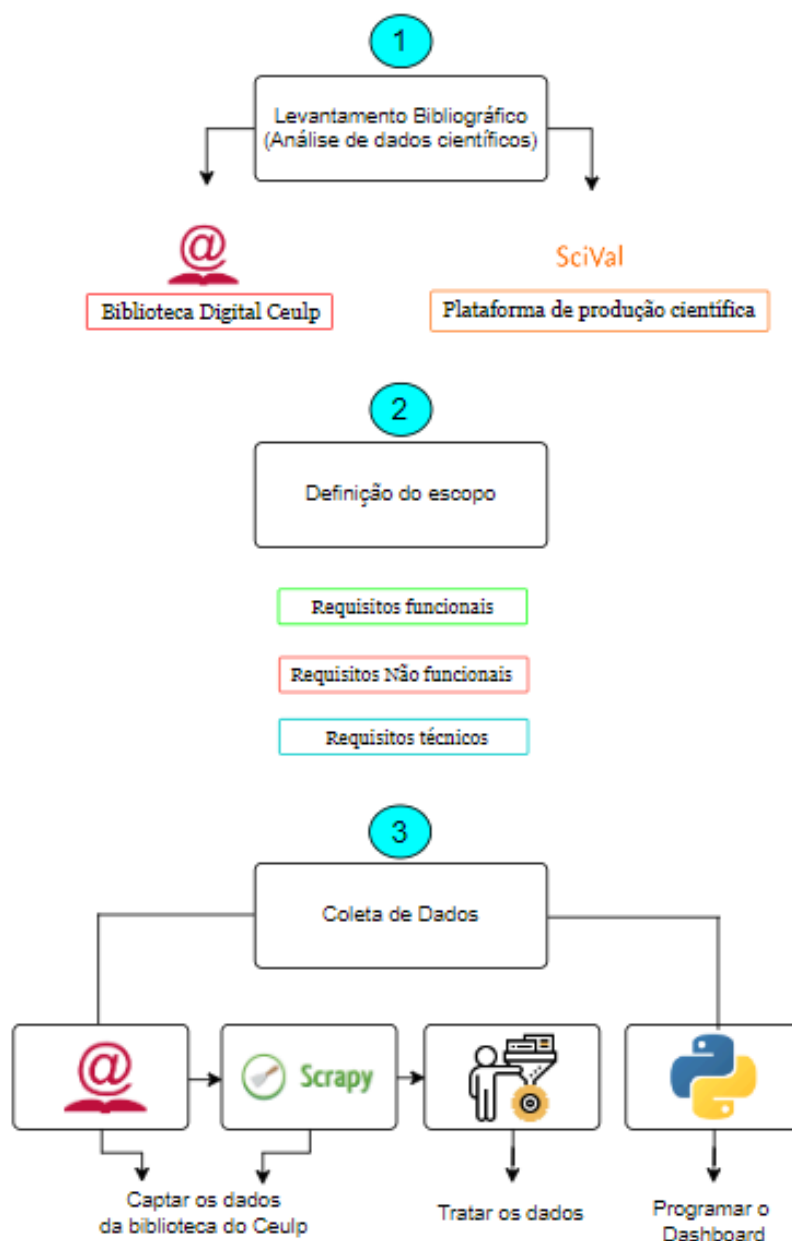 1
Levantamento Bibliográfico
(Análise de dados científicos)
@
SciVal
Biblioteca Digital Ceulp
Plataforma de produção científica
2
Definição do escopo
Requisitos funcionais
Requisitos Não funcionais
Requisitos técnicos
3
Coleta de Dados
@
Scrapy
Captar os dados
da biblioteca do Ceulp
Tratar os dados
Programar o
Dashboard